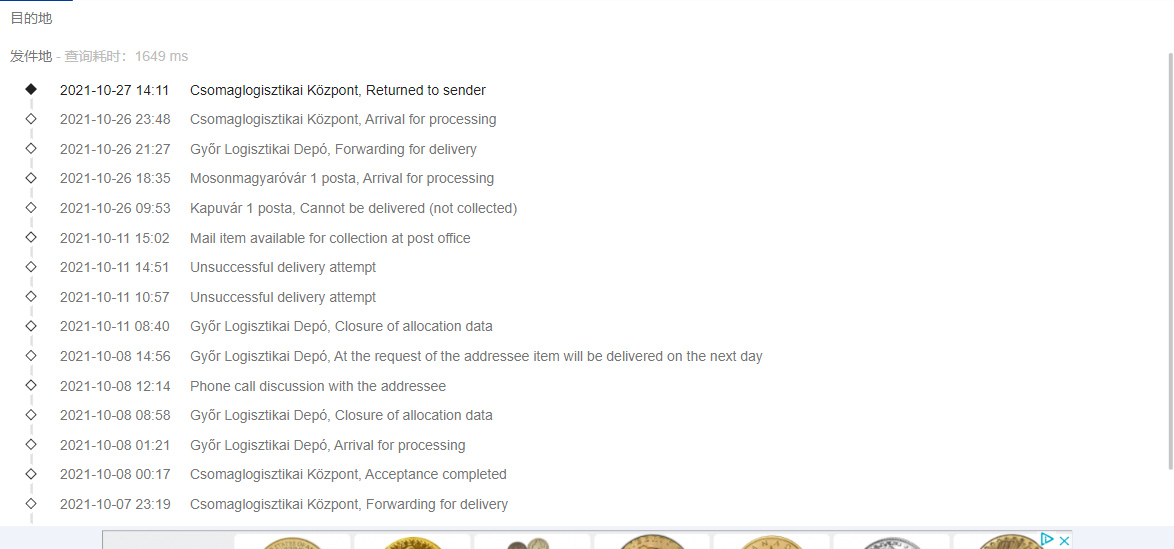 目的地
发件地 - 查询耗时：1649 ms
2021-10-27 14:11 Csomaglogisztikai Központ, Returned to sender
2021-10-26 23:48 Csomaglogisztikai Központ, Arrival for processing
2021-10-26 21:27 Győr Logisztikai Depó, Forwarding for delivery
2021-10-26 18:35 Mosonmagyaróvár 1 posta, Arrival for processing
2021-10-26 09:53 Kapuvár 1 posta, Cannot be delivered (not collected)
2021-10-11 15:02 Mail item available for collection at post office
2021-10-11 14:51 Unsuccessful delivery attempt
2021-10-11 10:57 Unsuccessful delivery attempt
2021-10-11 08:40 Győr Logisztikai Depó, Closure of allocation data
2021-10-08 14:56 Győr Logisztikai Depó, At the request of the addressee item will be delivered on the next day
2021-10-08 12:14 Phone call discussion with the addressee
2021-10-08 08:58 Győr Logisztikai Depó, Closure of allocation data
2021-10-08 01:21 Győr Logisztikai Depó, Arrival for processing
2021-10-08 00:17 Csomaglogisztikai Központ, Acceptance completed
2021-10-07 23:19 Csomaglogisztikai Központ, Forwarding for delivery